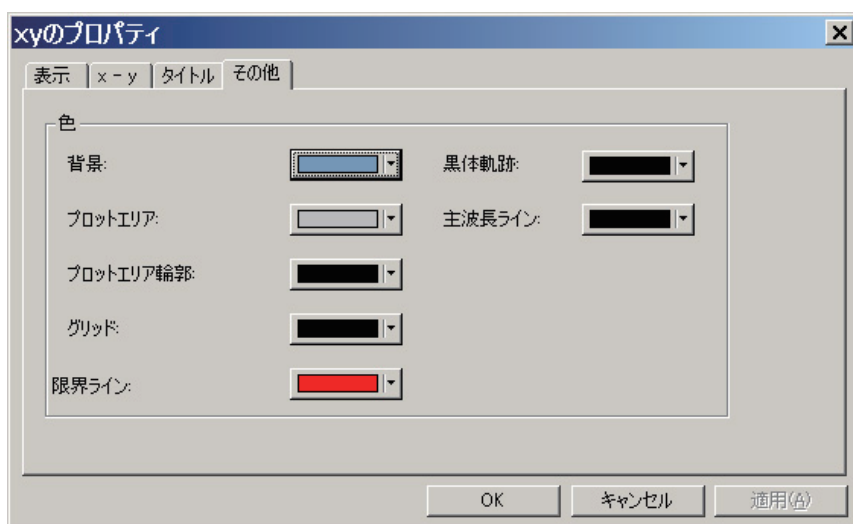 xyのプロパティ
表示 x - y タイトル その他
色
背景:
黒体軌跡:
プロットエリア:
主波長ライン:
プロットエリア輪郭:
グリッド:
限界ライン:
OK キャンセル 適用(A)